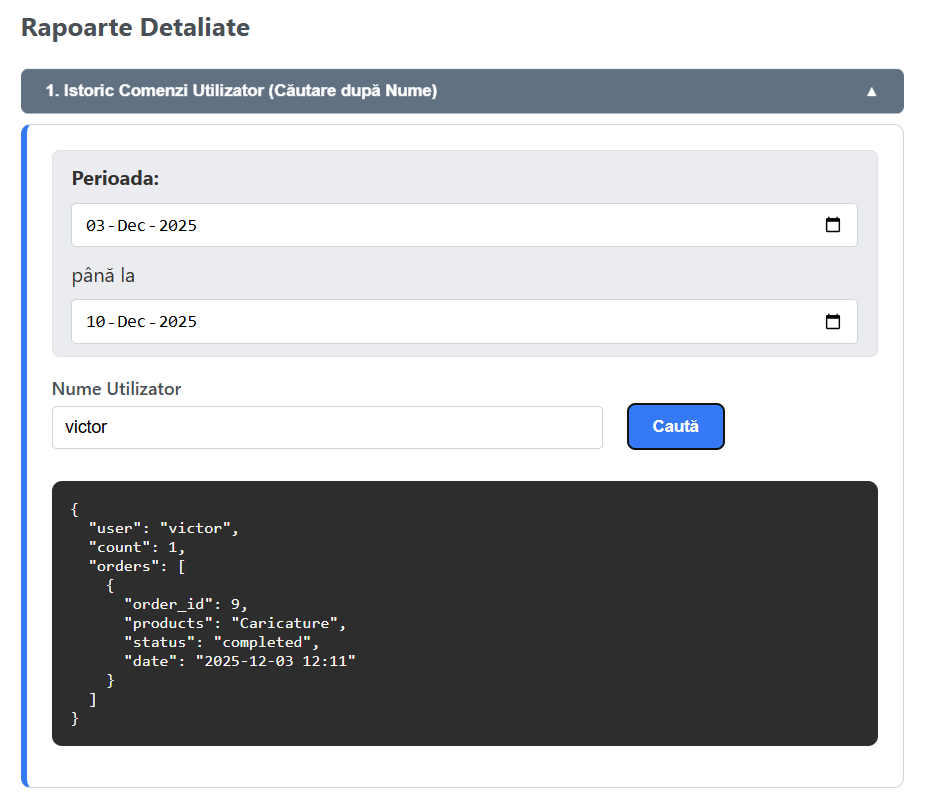 Rapoarte Detaliate
1. Istoric Comenzi Utilizator (Căutare după Nume) ▲
Perioada:
03-Dec-2025
până la
10-Dec-2025
Nume Utilizator
victor
Caută
{
  "user": "victor",
  "count": 1,
  "orders": [
    {
      "order_id": 9,
      "products": "Caricature",
      "status": "completed",
      "date": "2025-12-03 12:11"
    }
  ]
}